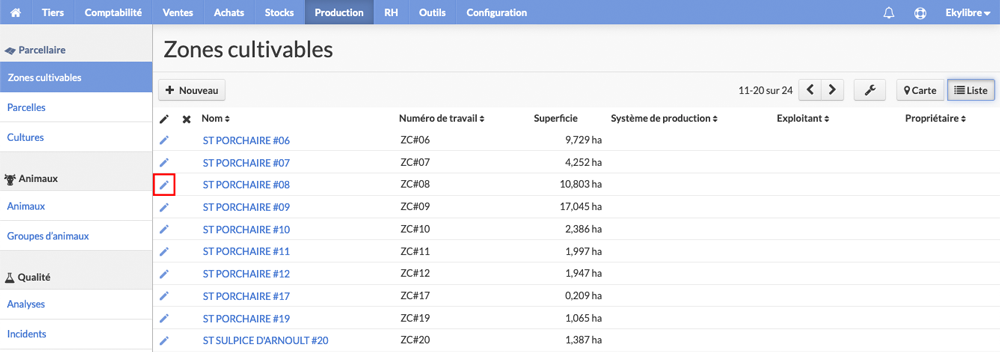 Tiers Comptabilité Ventes Achats Stocks Production RH Outils Configuration Ekylibre
Parcellaire
Zones cultivables
Parcelles
Cultures
Animaux
Animaux
Groupes d'animaux
Qualité
Analyses
Incidents
Zones cultivables
Nouveau 11-20 sur 24 Carte Liste
Nom Numéro de travail Superficie Système de production Exploitant Propriétaire
ST PORCHAIRE #06 ZC#06 9,729 ha
ST PORCHAIRE #07 ZC#07 4,252 ha
ST PORCHAIRE #08 ZC#08 10,803 ha
ST PORCHAIRE #09 ZC#09 17,045 ha
ST PORCHAIRE #10 ZC#10 2,386 ha
ST PORCHAIRE #11 ZC#11 1,997 ha
ST PORCHAIRE #12 ZC#12 1,947 ha
ST PORCHAIRE #17 ZC#17 0,209 ha
ST PORCHAIRE #19 ZC#19 1,065 ha
ST SULPICE D'ARNOULT #20 ZC#20 1,387 ha